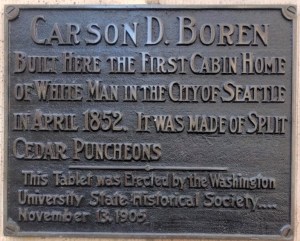 CARSON D. BOREN
BUILT HERE THE FIRST CABIN HOME
OF WHITE MAN IN THE CITY OF SEATTLE
IN APRIL 1852. IT WAS MADE OF SPLIT
CEDAR PUNCHEONS
This Tablet was Erected by the Washington
University State Historical Society....
November 13, 1905.